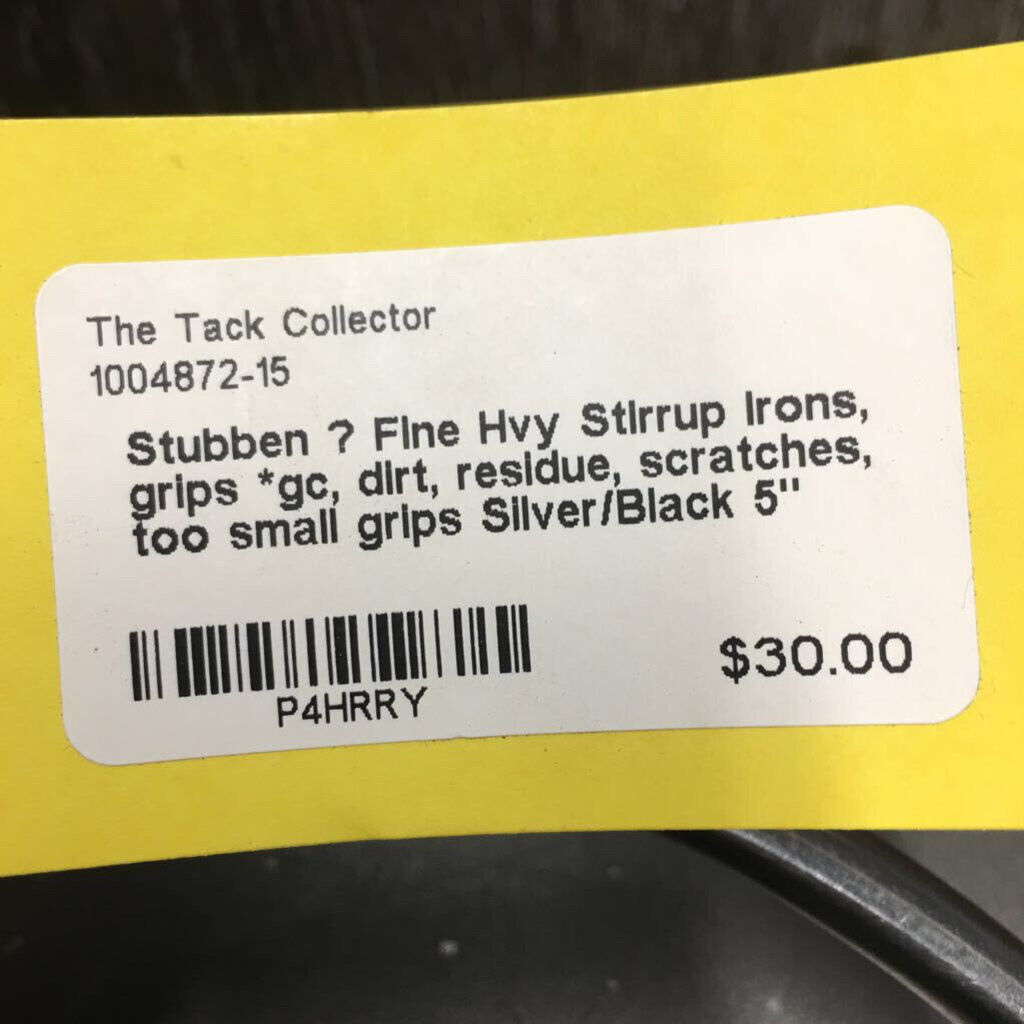 The Tack Collector
1004872-15
Stubben ? Fine Hvy Stirrup Irons,
grips *gc, dirt, residue, scratches,
too small grips Silver/Black 5"
P4HRRY
$30.00